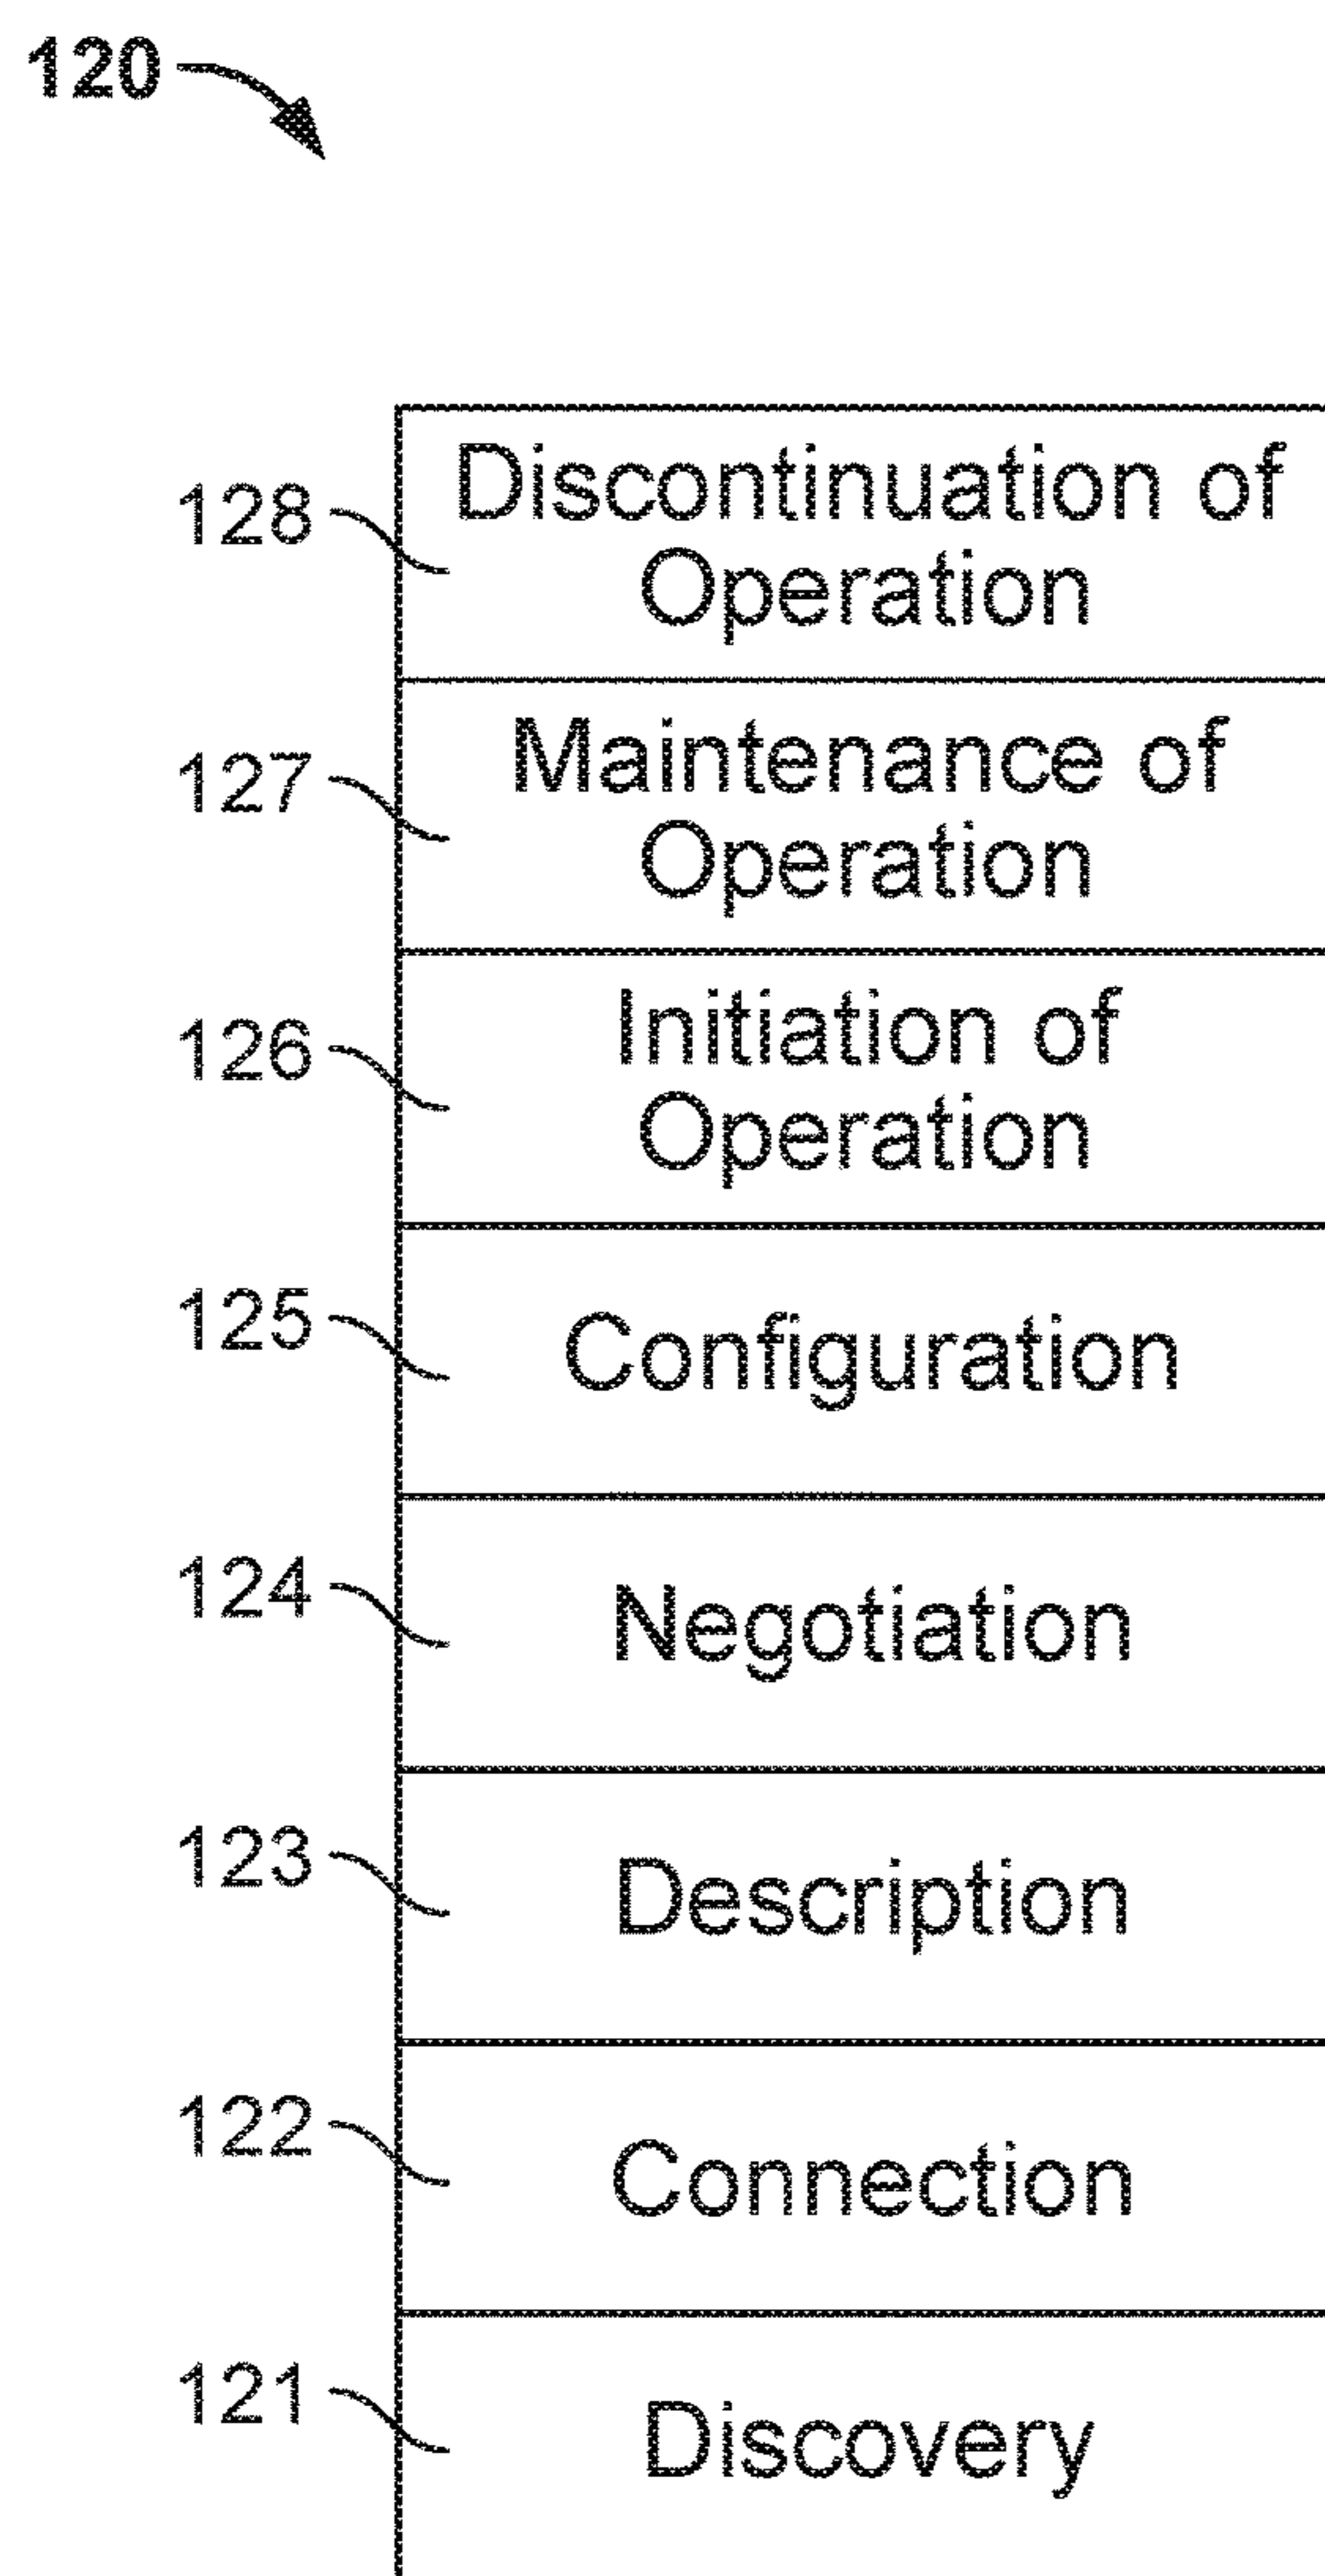 120
128
Discontinuation of
Operation
127
Maintenance of
Operation
126
Initiation of
Operation
125
Configuration
124
Negotiation
123
Description
122
Connection
121
Discovery